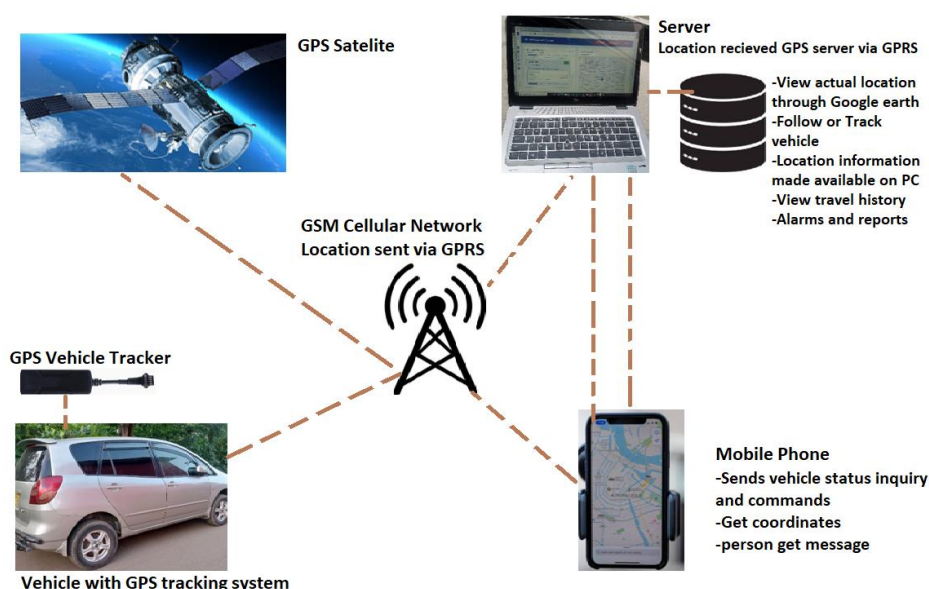 GPS Satelite
Server
Location recieved GPS server via GPRS
-View actual location
through Google earth
-Follow or Track
vehicle
-Location information
made available on PC
-View travel history
-Alarms and reports
GSM Cellular Network
Location sent via GPRS
GPS Vehicle Tracker
Vehicle with GPS tracking system
Mobile Phone
-Sends vehicle status inquiry
and commands
-Get coordinates
-person get message